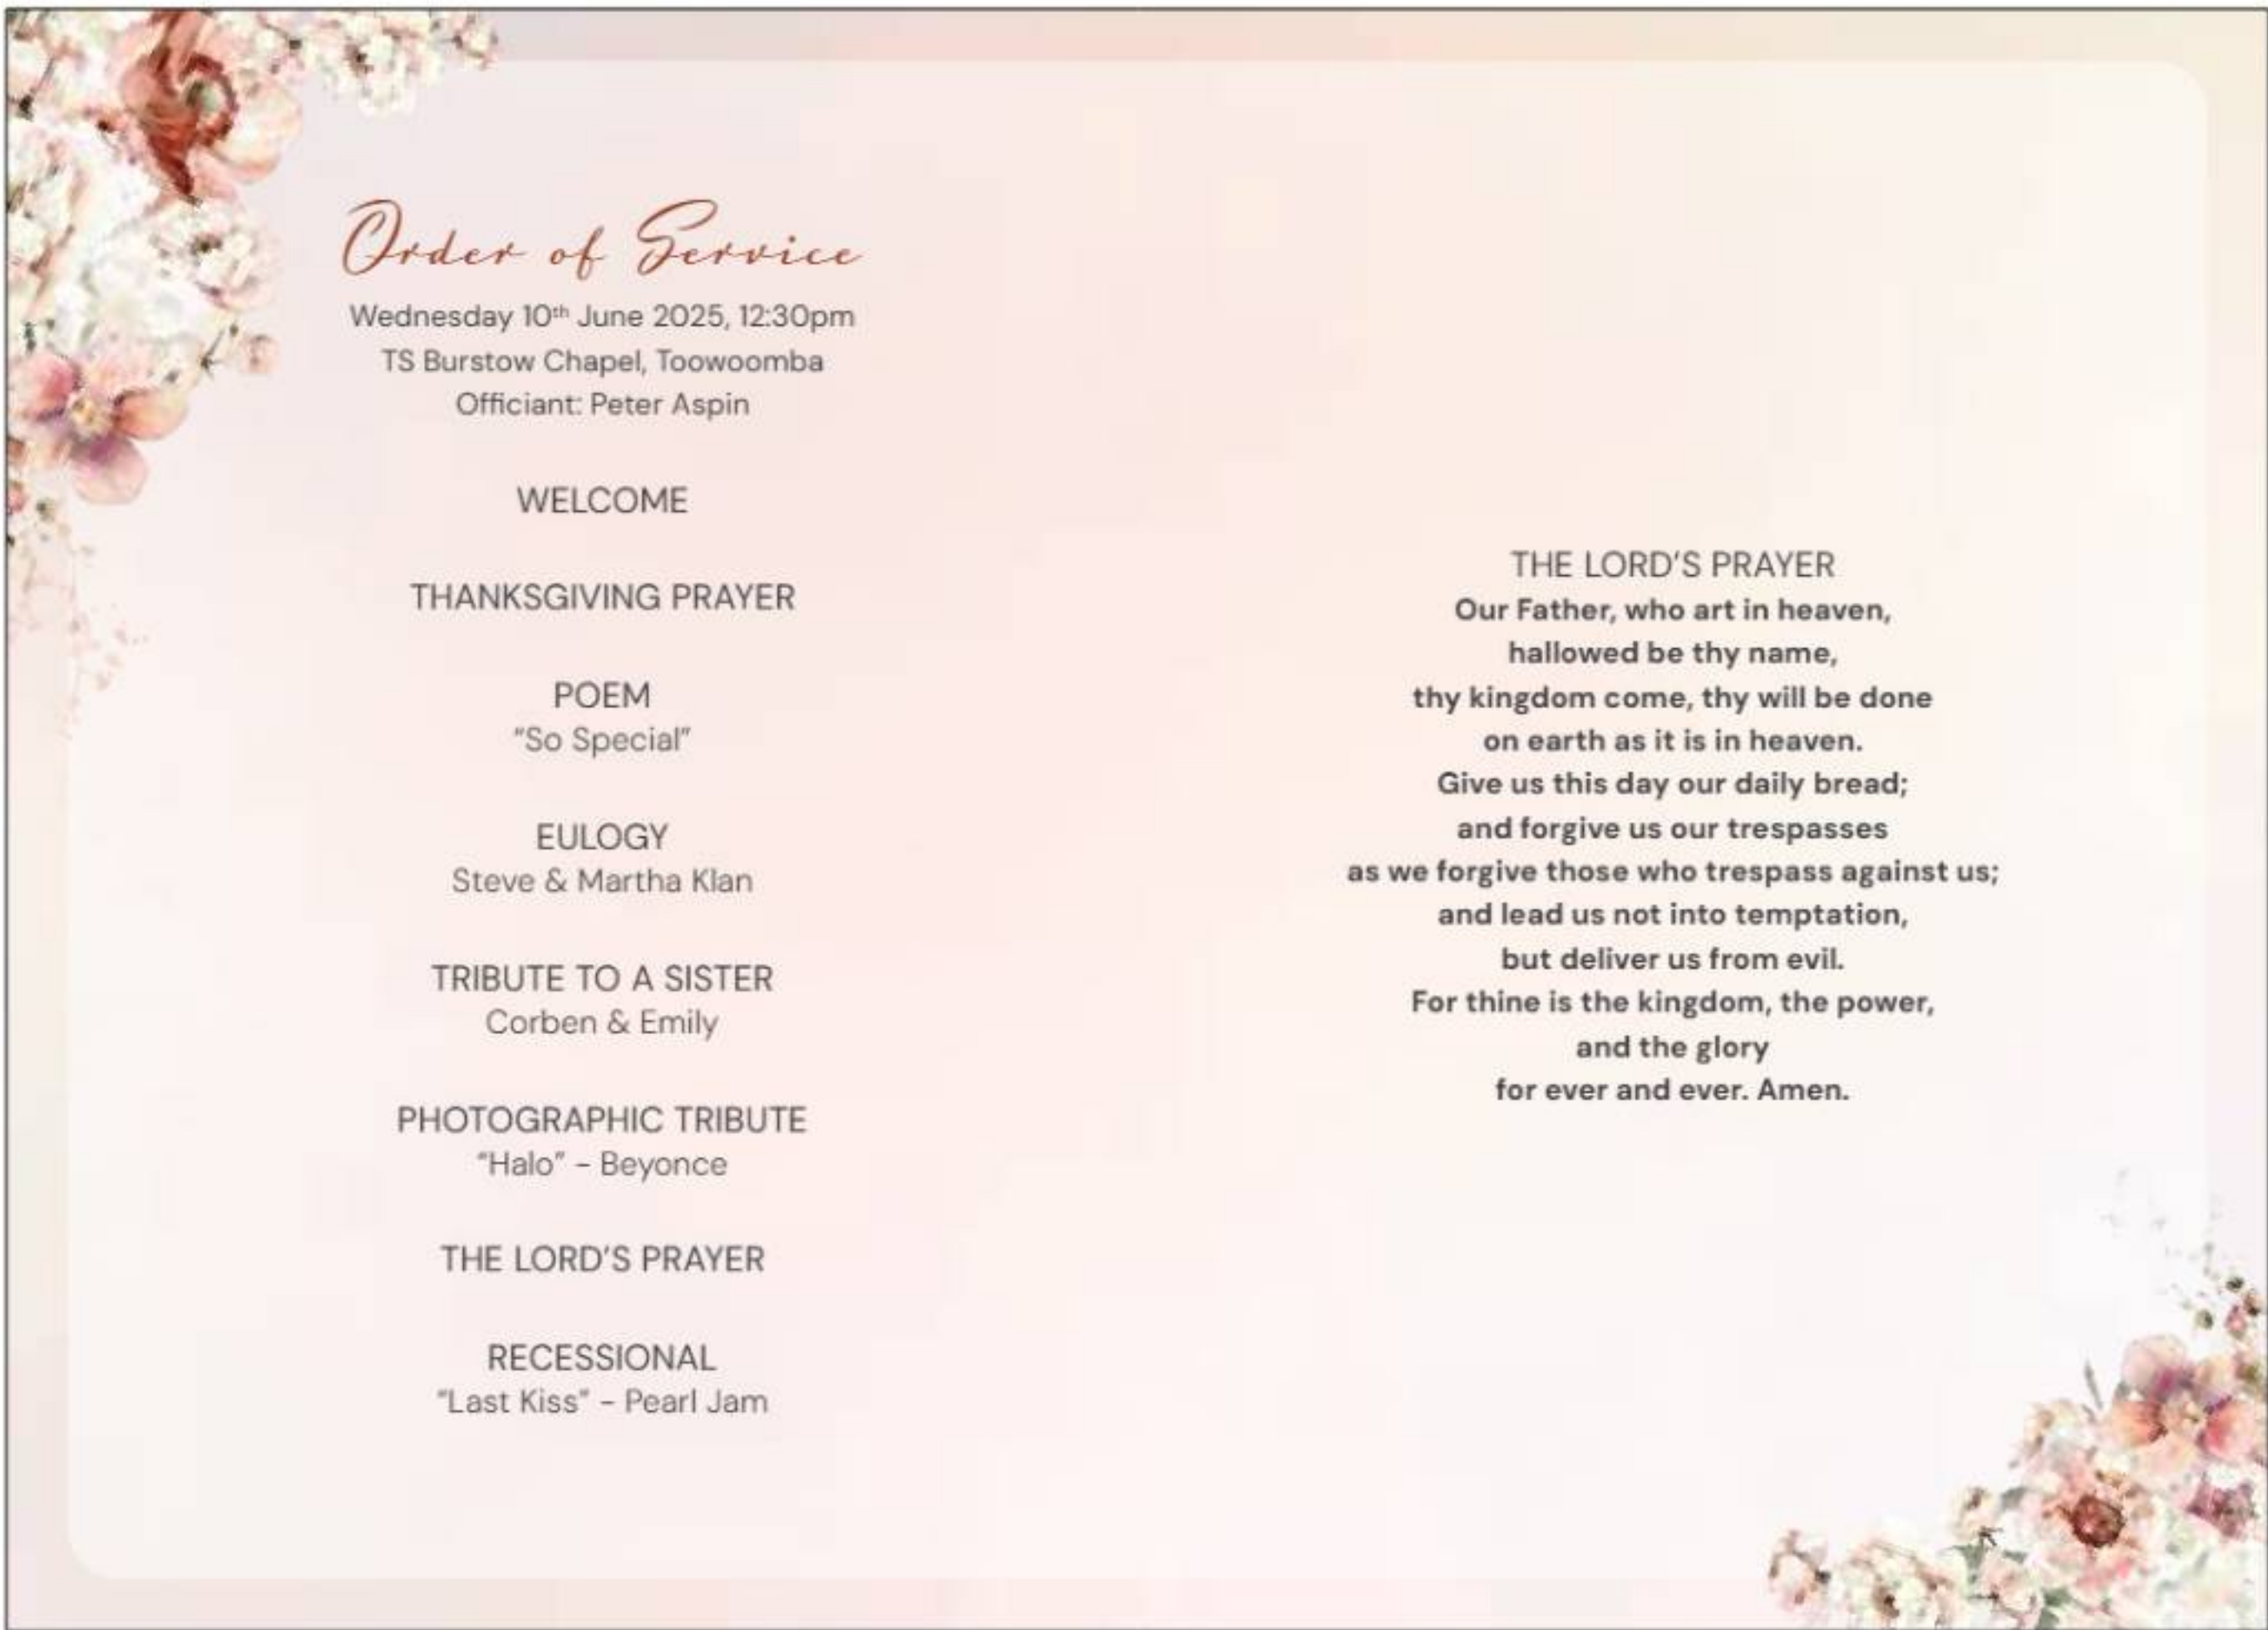 Order of Service
Wednesday 10th June 2025, 12:30pm
TS Burstow Chapel, Toowoomba
Officiant: Peter Aspin
WELCOME
THANKSGIVING PRAYER
POEM
“So Special”
EULOGY
Steve & Martha Klan
TRIBUTE TO A SISTER
Corben & Emily
PHOTOGRAPHIC TRIBUTE
“Halo” – Beyonce
THE LORD’S PRAYER
RECESSIONAL
“Last Kiss” – Pearl Jam
THE LORD’S PRAYER
Our Father, who art in heaven,
hallowed be thy name,
thy kingdom come, thy will be done
on earth as it is in heaven.
Give us this day our daily bread;
and forgive us our trespasses
as we forgive those who trespass against us;
and lead us not into temptation,
but deliver us from evil.
For thine is the kingdom, the power,
and the glory
for ever and ever. Amen.